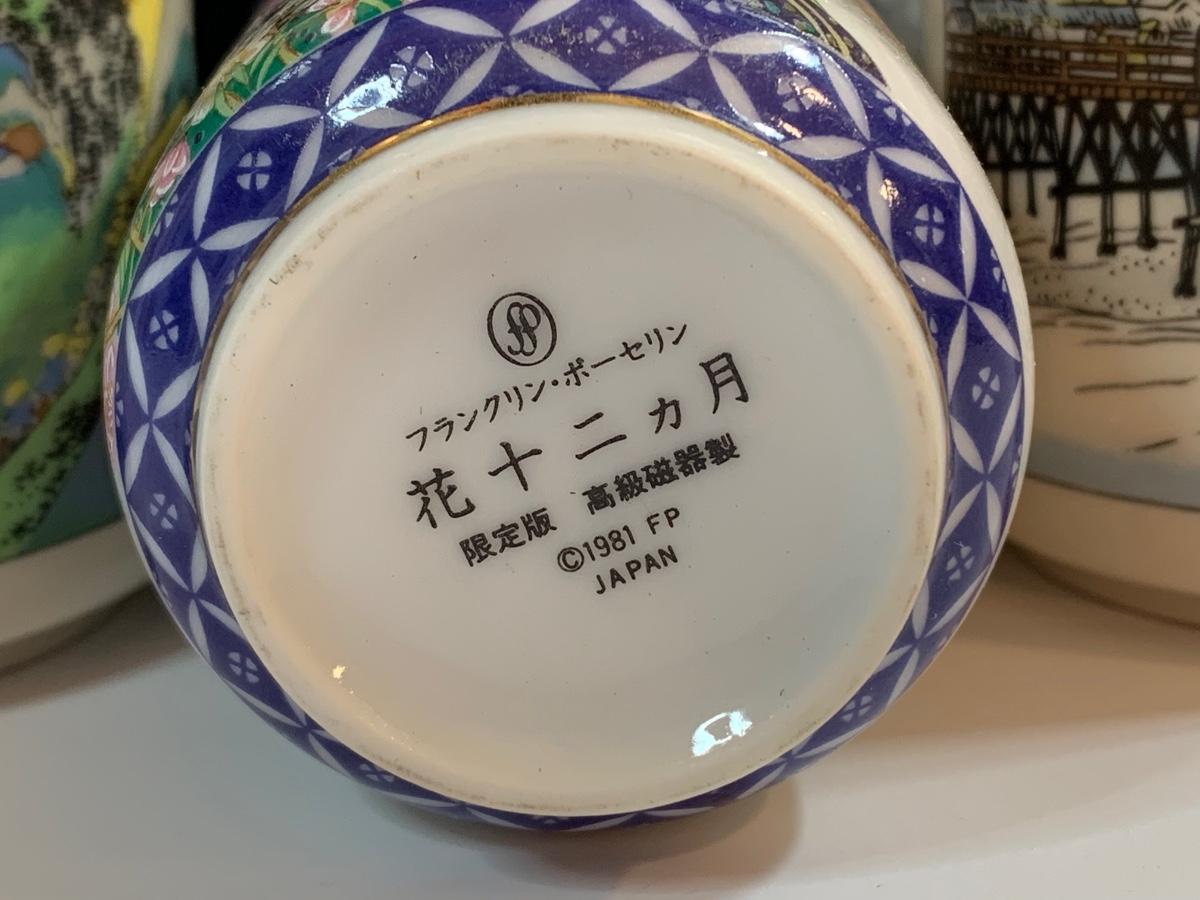 FP
フランクリン・ポーセリン
花十二ヵ月
限定版 高級磁器製
©1981 FP
JAPAN